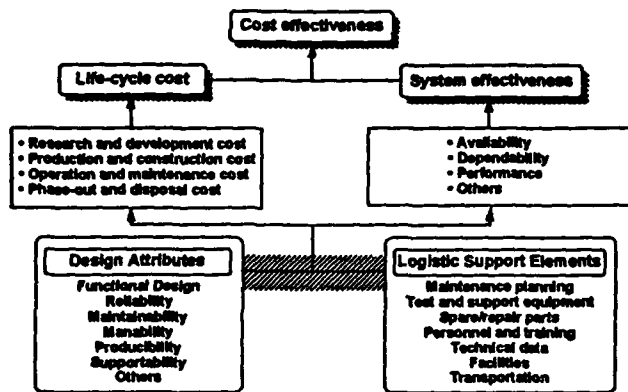 Cost effectiveness
Life-cycle cost
System effectiveness
• Research and development cost
• Production and construction cost
• Operation and maintenance cost
• Phase-out and disposal cost
• Availability
• Dependability
• Performance
• Others
Design Attributes
Functional Design
Reliability
Maintainability
Manability
Producibility
Supportability
Others
Logistic Support Elements
Maintenance planning
Test and support equipment
Spare/repair parts
Personnel and training
Technical data
Facilities
Transportation